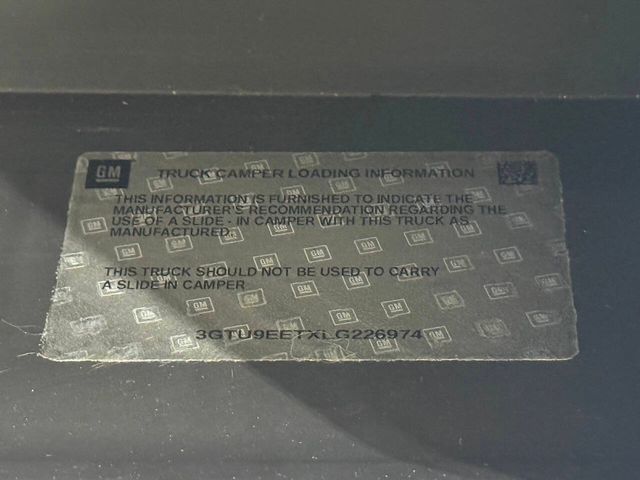 GM TRUCK CAMPER LOADING INFORMATION
THIS INFORMATION IS FURNISHED TO INDICATE THE
MANUFACTURER'S RECOMMENDATION REGARDING THE
USE OF A SLIDE - IN CAMPER WITH THIS TRUCK AS
MANUFACTURED.
THIS TRUCK SHOULD NOT BE USED TO CARRY
A SLIDE IN CAMPER
3GTU9EETXLG226974